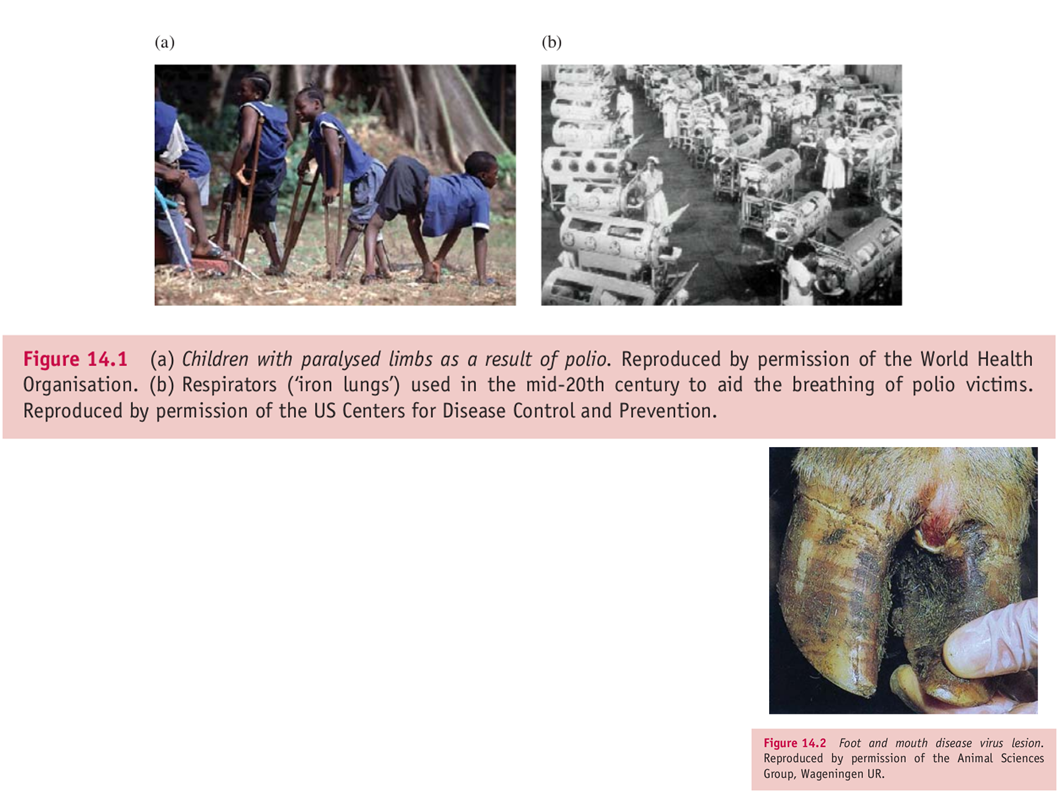 (a)
(b)
Figure 14.1 (a) Children with paralysed limbs as a result of polio. Reproduced by permission of the World Health
Organisation. (b) Respirators (‘iron lungs’) used in the mid-20th century to aid the breathing of polio victims.
Reproduced by permission of the US Centers for Disease Control and Prevention.
Figure 14.2 Foot and mouth disease virus lesion.
Reproduced by permission of the Animal Sciences
Group, Wageningen UR.